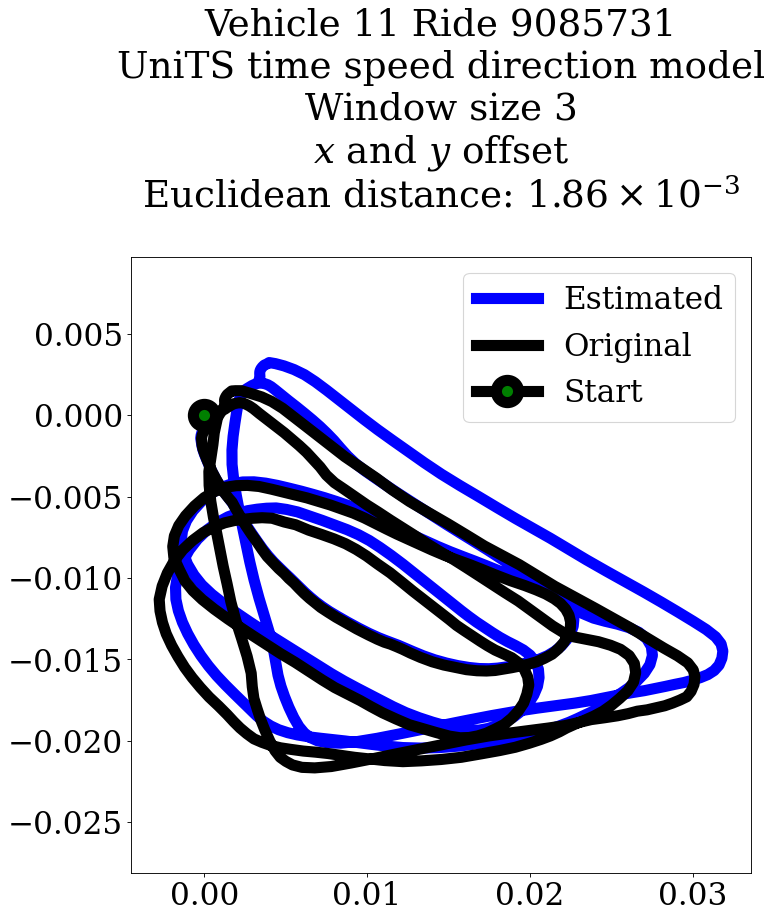 Vehicle 11 Ride 9085731
UniTS time speed direction model
Window size 3
x and y offset
Euclidean distance: 1.86 × 10⁻³
Estimated
Original
Start
0.005
0.000
−0.005
−0.010
−0.015
−0.020
−0.025
0.00 0.01 0.02 0.03